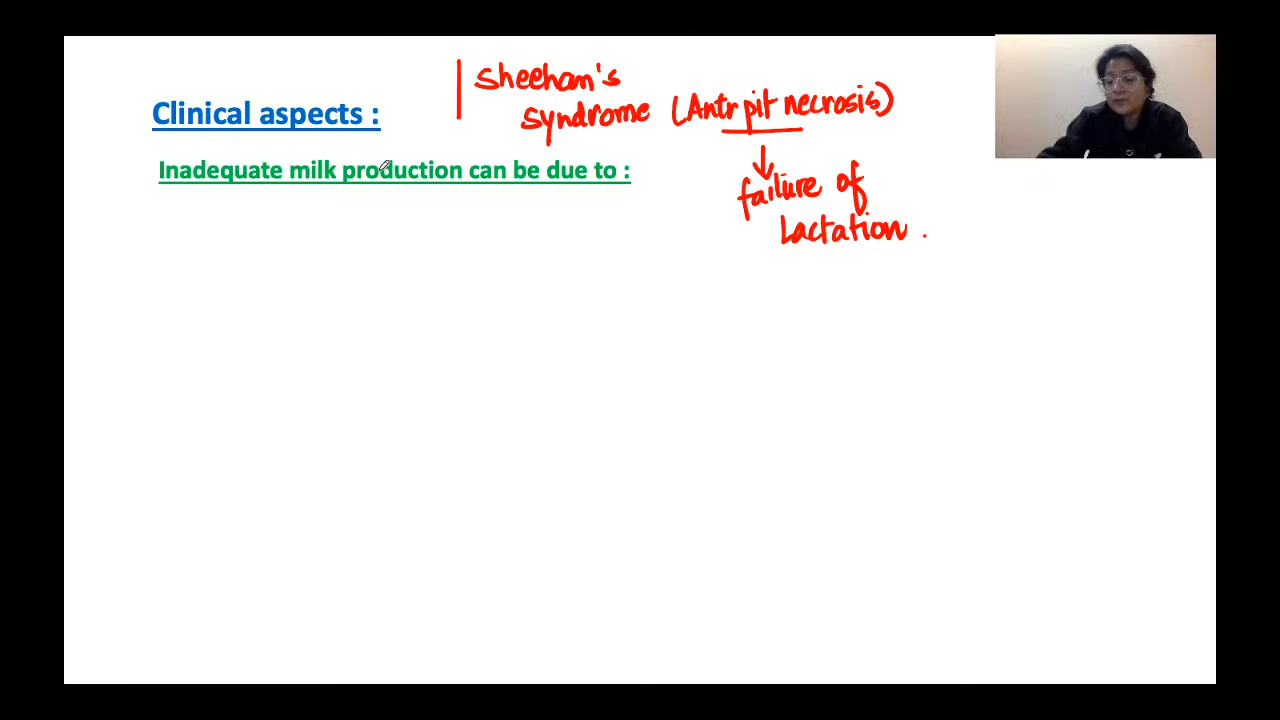 Sheehan's
syndrome (Antr pit necrosis)
Clinical aspects :
Inadequate milk production can be due to :
failure of
Lactation .